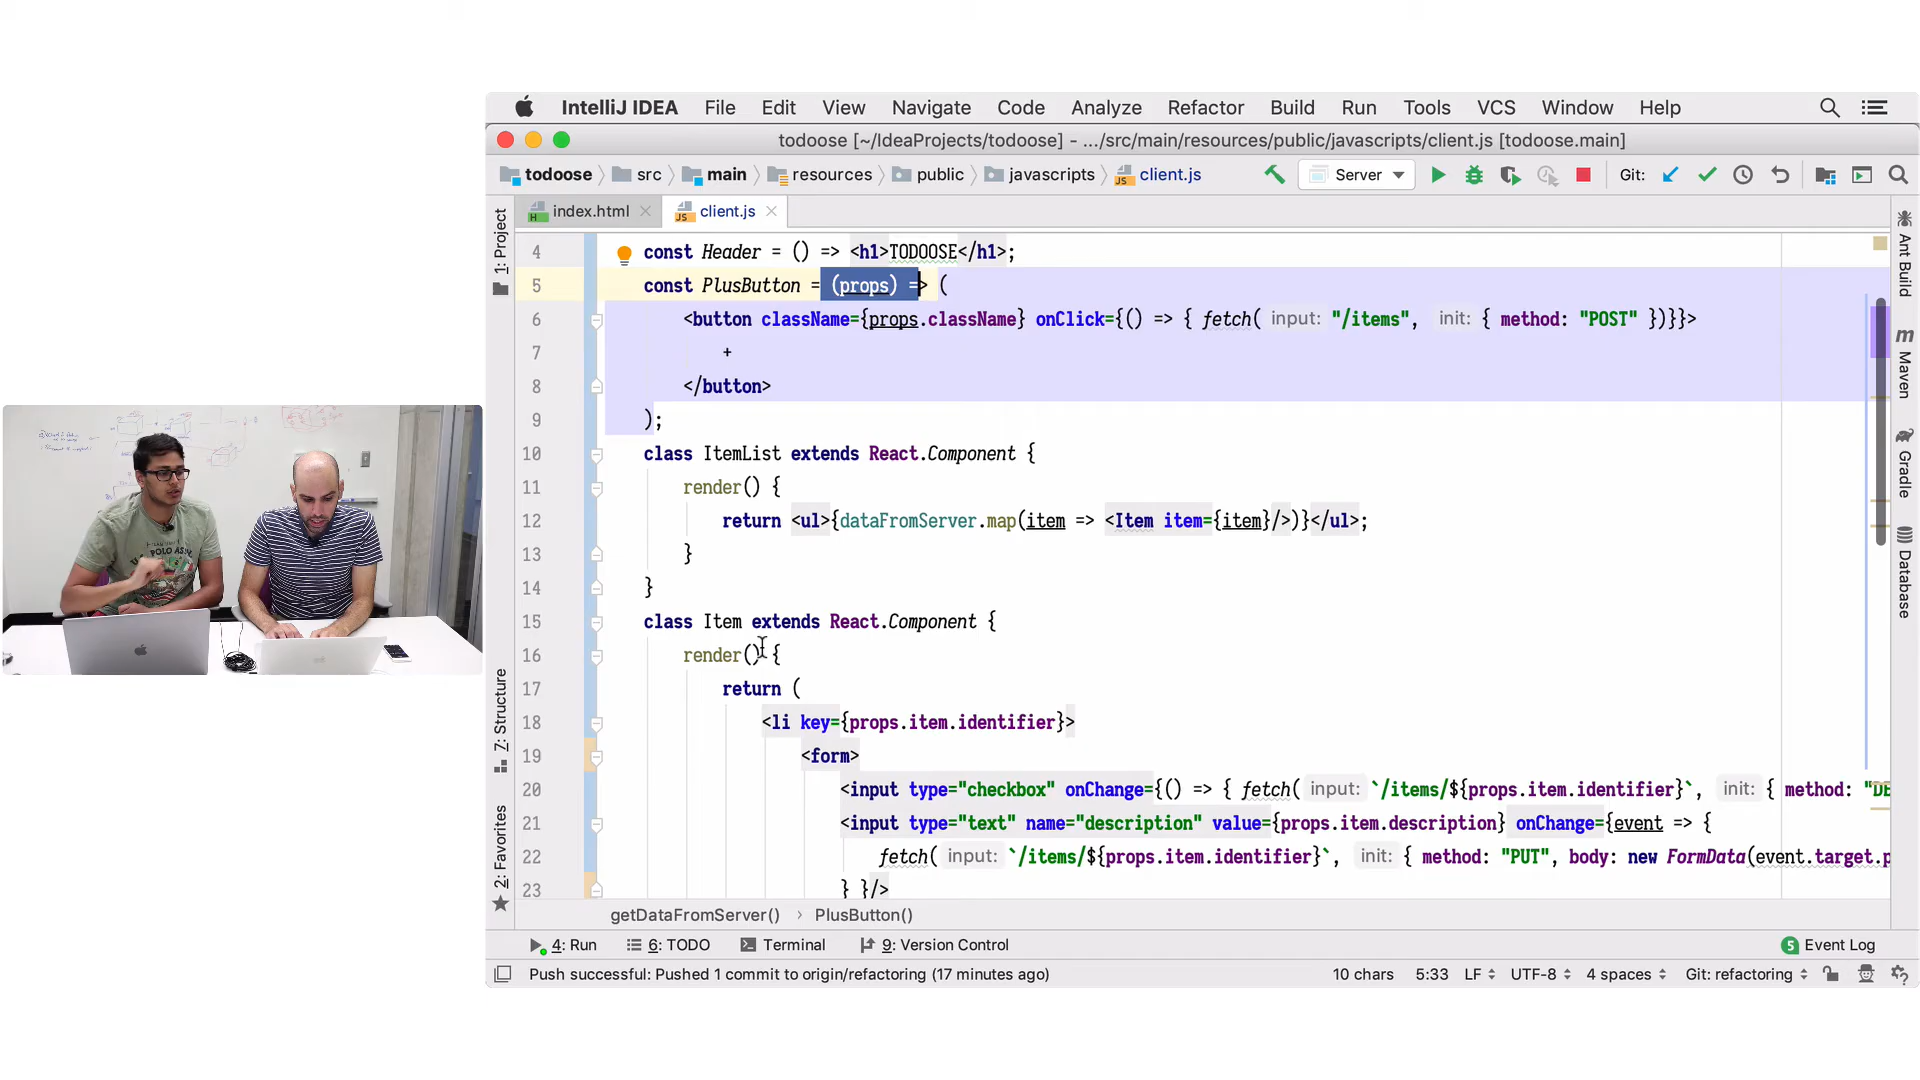 IntelliJ IDEA File Edit View Navigate Code Analyze Refactor Build Run Tools VCS Window Help
todoose [~/IdeaProjects/todoose] - .../src/main/resources/public/javascripts/client.js [todoose.main]
todoose src main resources public javascripts client.js Server Git:
index.html client.js
1: Project
7: Structure
2: Favorites
4 const Header = () => <h1>TODOOSE</h1>;
5 const PlusButton = (props) => (
6 <button className={props.className} onClick={() => { fetch( input: "/items", init: { method: "POST" })}}>
7 +
8 </button>
9 );
10 class ItemList extends React.Component {
11 render() {
12 return <ul>{dataFromServer.map(item => <Item item={item}/>)}</ul>;
13 }
14 }
15 class Item extends React.Component {
16 render() {
17 return (
18 <li key={props.item.identifier}>
19 <form>
20 <input type="checkbox" onChange={() => { fetch( input: `/items/${props.item.identifier}`, init: { method: "DE
21 <input type="text" name="description" value={props.item.description} onChange={event => {
22 fetch( input: `/items/${props.item.identifier}`, init: { method: "PUT", body: new FormData(event.target.p
23 } }/>
Ant Build
Maven
Gradle
Database
getDataFromServer() › PlusButton()
4: Run 6: TODO Terminal 9: Version Control 5 Event Log
Push successful: Pushed 1 commit to origin/refactoring (17 minutes ago) 10 chars 5:33 LF UTF-8 4 spaces Git: refactoring